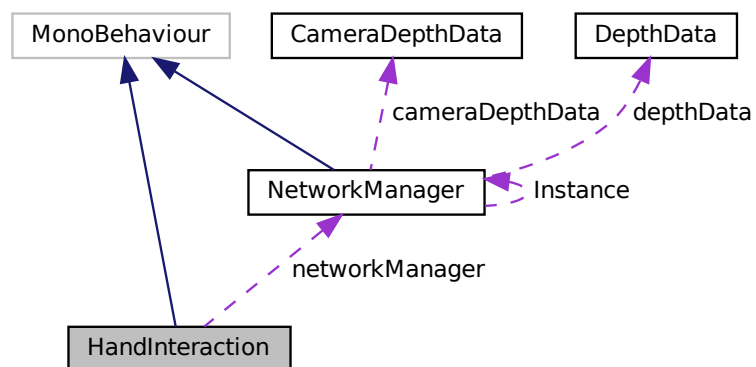 MonoBehaviour
CameraDepthData
DepthData
cameraDepthData
depthData
NetworkManager
Instance
networkManager
HandInteraction